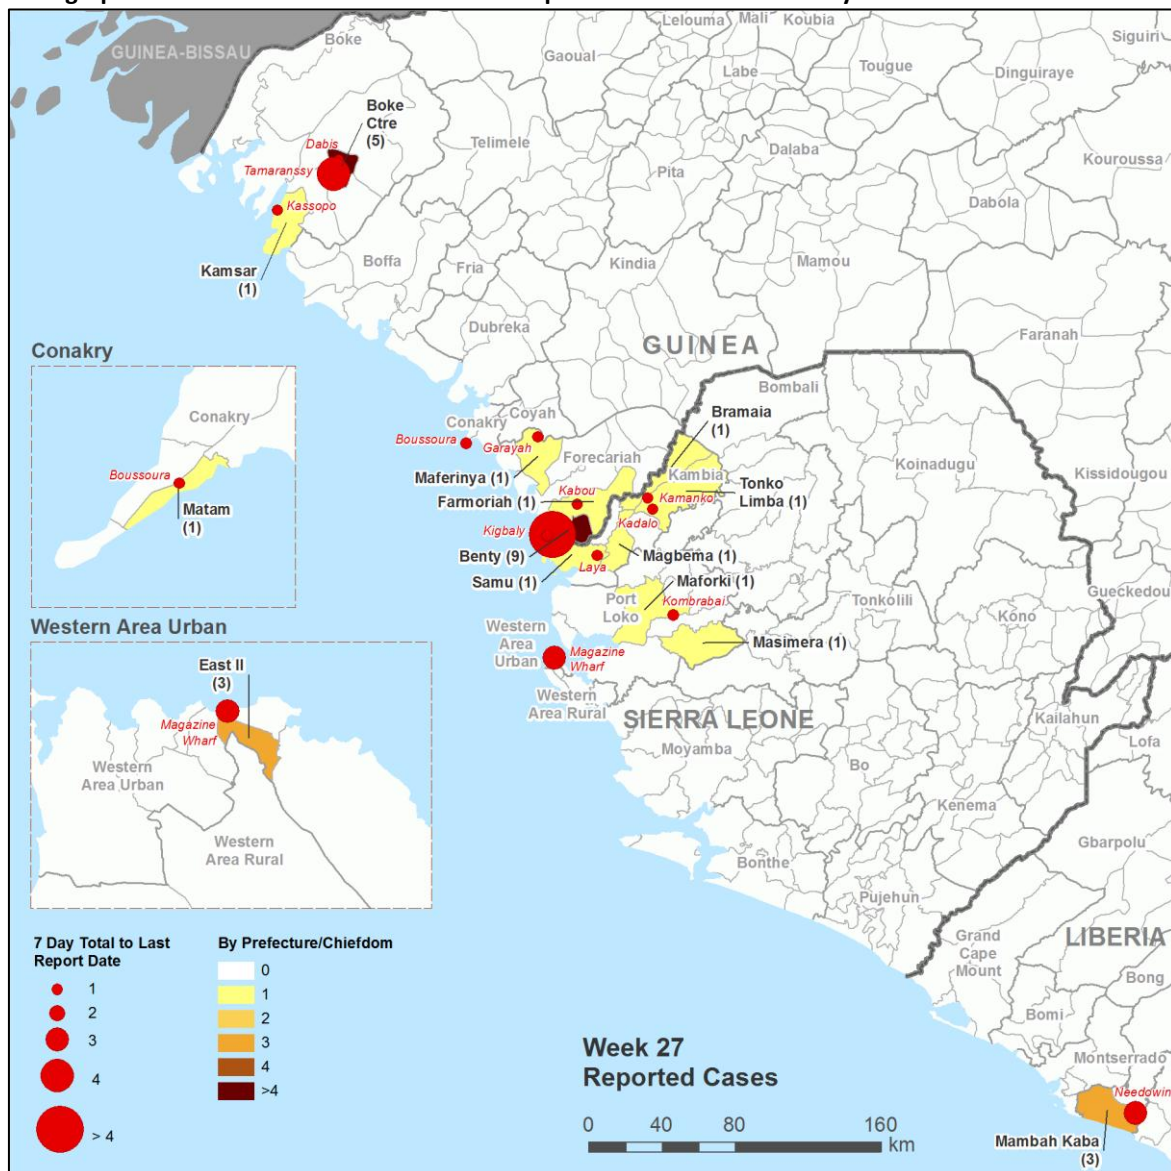 GUINEA-BISSAU
Boke
Lelouma
Mali
Koubia
Siguiri
Gaoual
Labe
Tougue
Dinguiraye
Boke
Ctre
(5)
Dabis
Tamaranssy
Telimele
Dalaba
Pita
Kouroussa
Kassopo
Dabola
Kamsar
(1)
Boffa
Fria
Kindia
Mamou
Dubreka
Faranah
GUINEA
Conakry
Conakry
Boussoura
Matam
(1)
Bombali
Bramaia
(1)
Conakry
Coyah
Boussoura
Garayah
Forecariah
Koinadugu
Kissidougou
Maferinya (1)
Kambia
Tonko
Limba (1)
Kabou
Kamankoi
Farmoriah (1)
Kadalo
Kigbaly
Benty (9)
Magbema (1)
Samu (1)
Laya
Maforki (1)
Gueckedou
Port
Loko
Kombrabai
Tonkolili
Kono
Western
Area
Urban
Magazine
Wharf
Masimera (1)
Western
Area Rural
SIERRA LEONE
Kailahun
Moyamba
Lofa
Bo
Kenema
Gbarpolu
Bonthe
Pujehun
Western Area Urban
East II
(3)
Magazine
Wharf
Western
Area Urban
Western
Area Rural
Grand
Cape
Mount
LIBERIA
Bong
Bomi
Montserrado
Needowin
Mambah Kaba
(3)
7 Day Total to Last
Report Date
1
2
3
4
> 4
By Prefecture/Chiefdom
0
1
2
3
4
>4
Week 27
Reported Cases
0 40 80 160
km